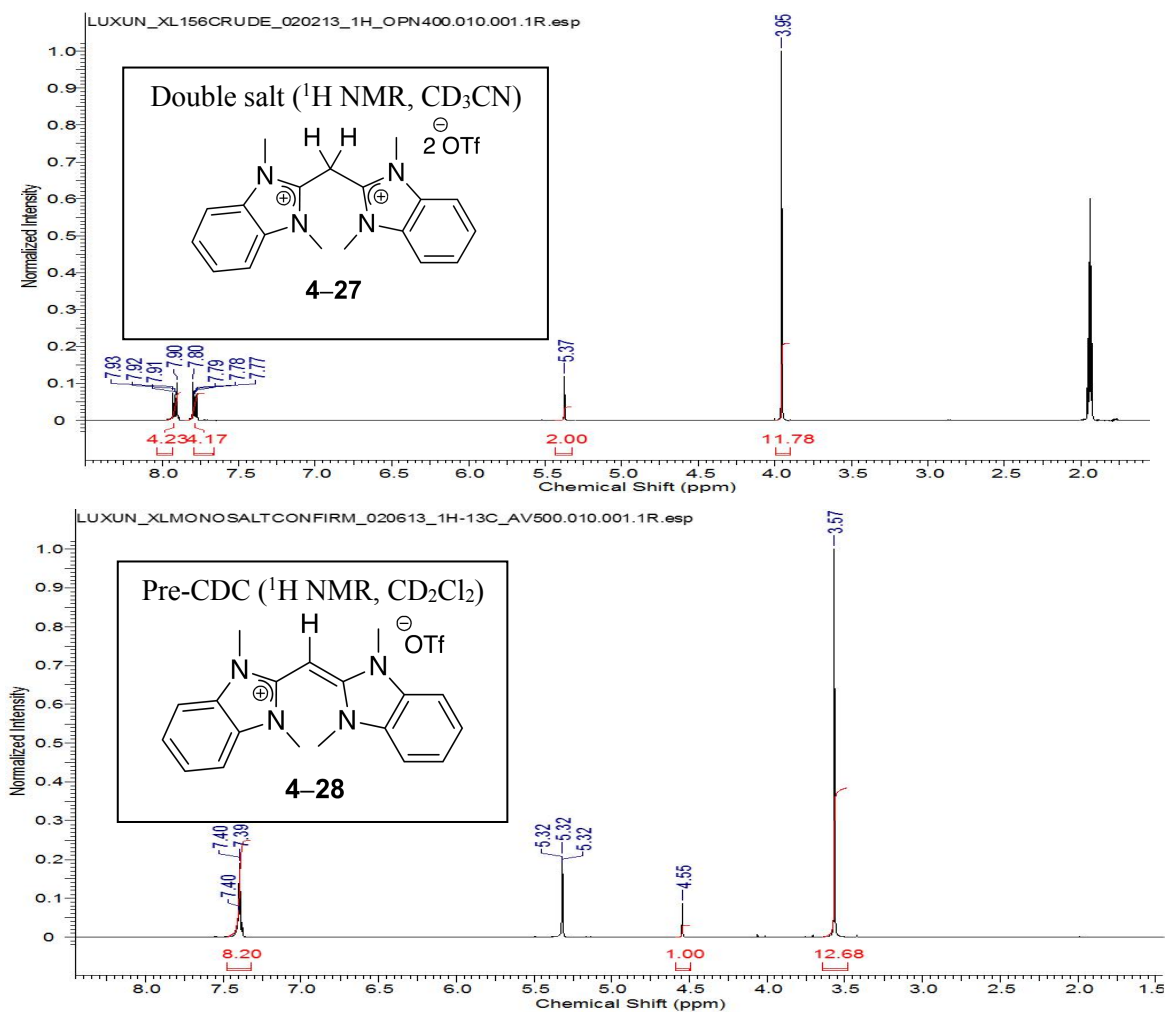 LUXUN_XL156CRUDE_020213_1H_OPN400.010.001.1R.esp
3.95
1.0
0.9
0.8
0.7
0.6
0.5
0.4
0.3
0.2
0.1
0
Normalized Intensity
Double salt (¹H NMR, CD₃CN)
H H
⊖
2 OTf
N N
⊕ ⊕
N N
4–27
7.93
7.92
7.91
7.90
7.80
7.79
7.78
7.77
5.37
4.23 4.17 2.00 11.78
8.0 7.5 7.0 6.5 6.0 5.5 5.0 4.5 4.0 3.5 3.0 2.5 2.0
Chemical Shift (ppm)
LUXUN_XLMONOSALTCONFIRM_020613_1H-13C_AV500.010.001.1R.esp
3.57
1.0
0.9
0.8
0.7
0.6
0.5
0.4
0.3
0.2
0.1
0
Normalized Intensity
Pre-CDC (¹H NMR, CD₂Cl₂)
H
⊖
OTf
N N
⊕
N N
4–28
7.40
7.40
7.39
5.32
5.32
5.32
4.55
8.20 1.00 12.68
8.0 7.5 7.0 6.5 6.0 5.5 5.0 4.5 4.0 3.5 3.0 2.5 2.0 1.5
Chemical Shift (ppm)